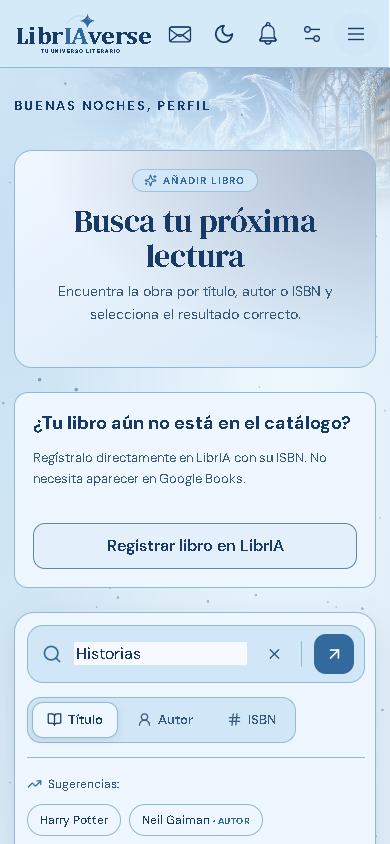 LibrIAverse
TU UNIVERSO LITERARIO
BUENAS NOCHES, PERFIL
AÑADIR LIBRO
Busca tu próxima
lectura
Encuentra la obra por título, autor o ISBN y
selecciona el resultado correcto.
¿Tu libro aún no está en el catálogo?
Regístralo directamente en LibrIA con su ISBN. No
necesita aparecer en Google Books.
Registrar libro en LibrIA
Historias
Título Autor ISBN
Sugerencias:
Harry Potter Neil Gaiman · AUTOR